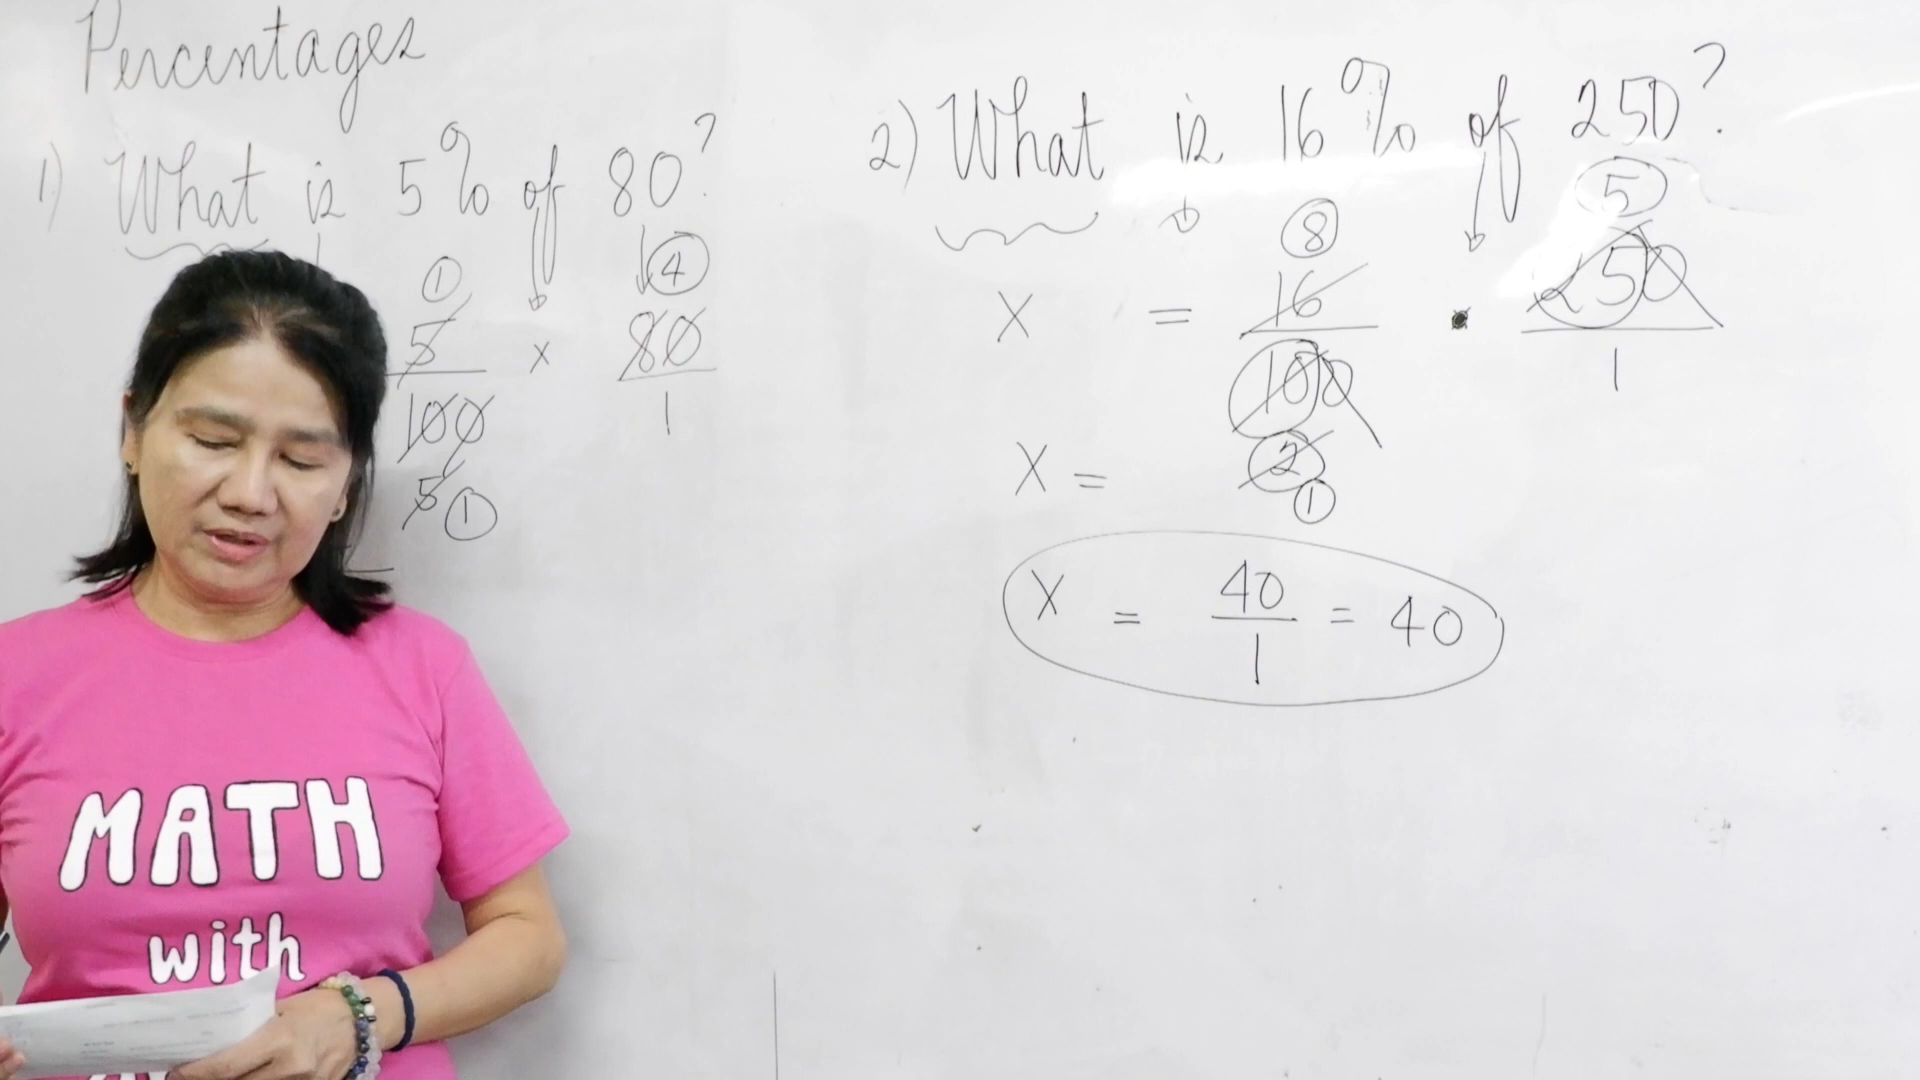 Percentages
1) What is 5% of 80?
1 4
5 x 80
100 1
5 1
2) What is 16% of 250?
8 5
X = 16 · 250
100 1
X = 2
1
X = 40 = 40
1
MATH
with